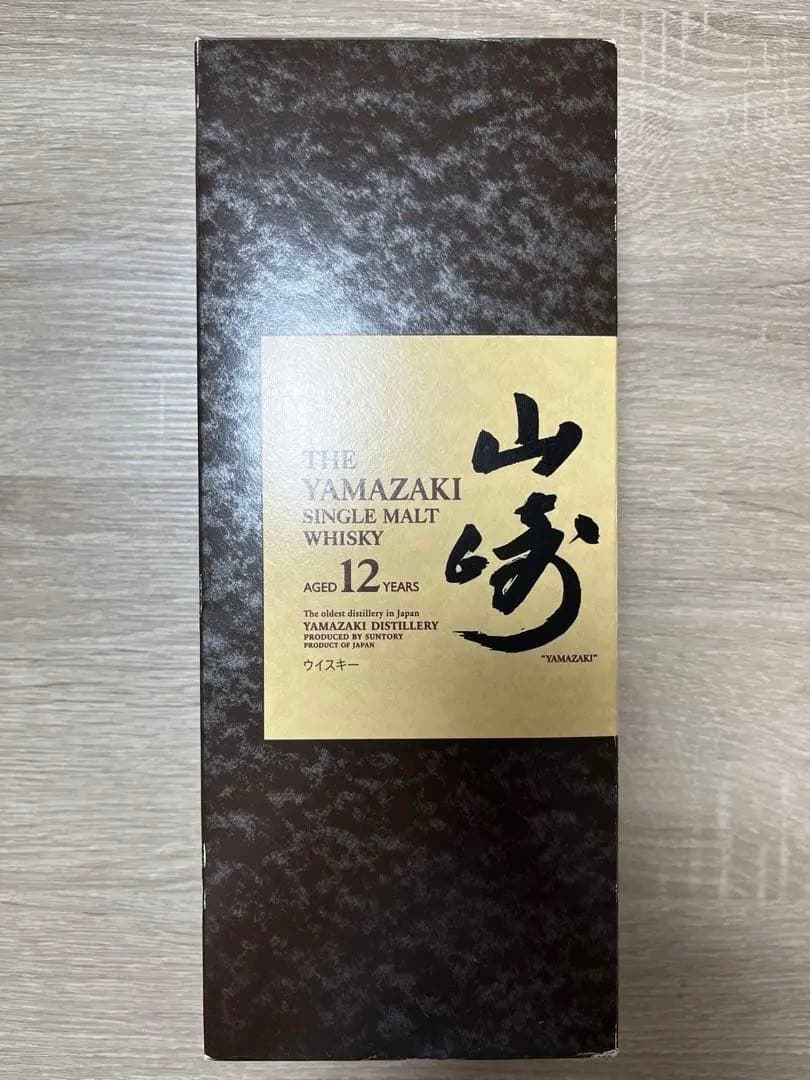 THE
YAMAZAKI
SINGLE MALT
WHISKY
AGED 12 YEARS
The oldest distillery in Japan
YAMAZAKI DISTILLERY
PRODUCED BY SUNTORY
PRODUCT OF JAPAN
ウイスキー
山崎
"YAMAZAKI"